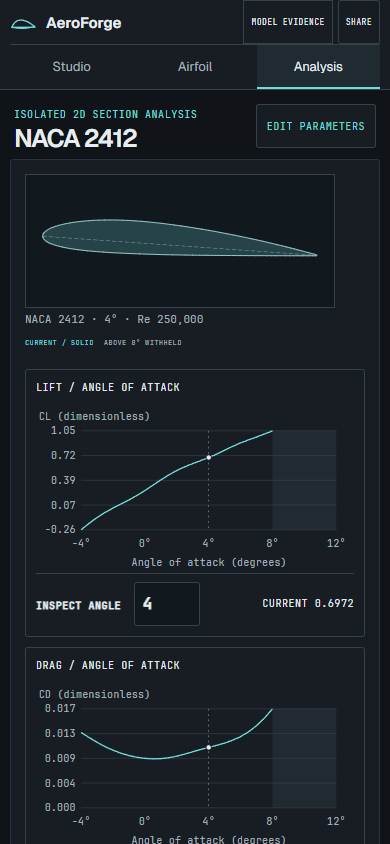 AeroForge
MODEL EVIDENCE
SHARE
Studio
Airfoil
Analysis
ISOLATED 2D SECTION ANALYSIS
NACA 2412
EDIT PARAMETERS
NACA 2412 · 4° · Re 250,000
CURRENT / SOLID ABOVE 8° WITHHELD
LIFT / ANGLE OF ATTACK
CL (dimensionless)
1.05
0.72
0.39
0.07
-0.26
-4° 0° 4° 8° 12°
Angle of attack (degrees)
INSPECT ANGLE 4 CURRENT 0.6972
DRAG / ANGLE OF ATTACK
CD (dimensionless)
0.017
0.013
0.009
0.004
0.000
-4° 0° 4° 8° 12°
Angle of attack (degrees)